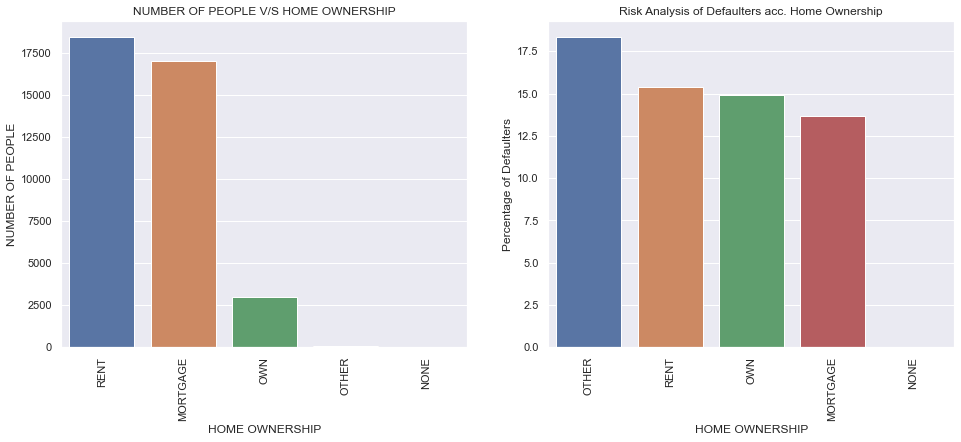 NUMBER OF PEOPLE V/S HOME OWNERSHIP
NUMBER OF PEOPLE
17500
15000
12500
10000
7500
5000
2500
0
RENT
MORTGAGE
OWN
OTHER
NONE
HOME OWNERSHIP
Risk Analysis of Defaulters acc. Home Ownership
Percentage of Defaulters
17.5
15.0
12.5
10.0
7.5
5.0
2.5
0.0
OTHER
RENT
OWN
MORTGAGE
NONE
HOME OWNERSHIP